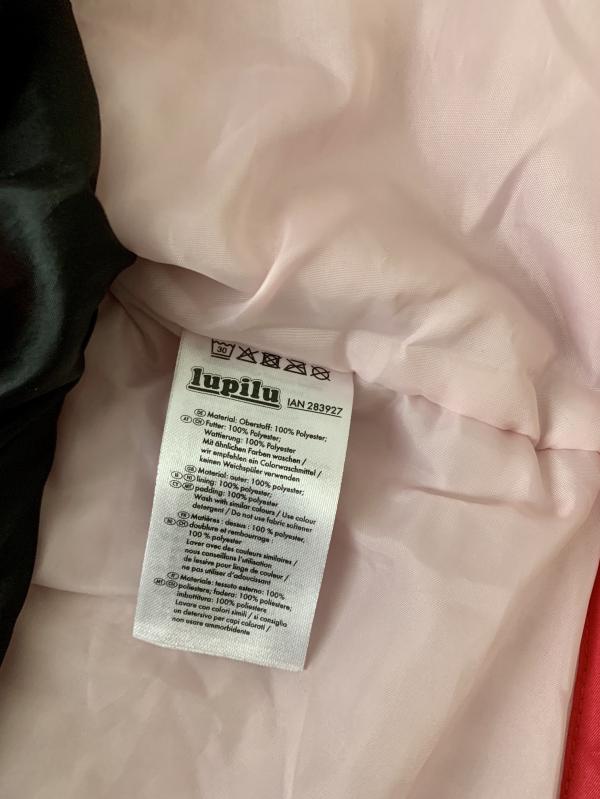 30
lupilu IAN 283927
DE Material: Oberstoff: 100% Polyester;
AT CH Futter: 100% Polyester;
Wattierung: 100% Polyester
Mit ähnlichen Farben waschen /
wir empfehlen ein Colorwaschmittel /
keinen Weichspüler verwenden
GB Material: outer: 100% polyester;
IE NI lining: 100% polyester;
CY MT padding: 100% polyester
Wash with similar colours / Use colour
detergent / Do not use fabric softener
FR Matières : dessus : 100 % polyester,
BE CH doublure et rembourrage :
100 % polyester
Laver avec des couleurs similaires /
nous conseillons l'utilisation
de lessive pour linge de couleur /
ne pas utiliser d'adoucissant
IT Materiale: tessuto esterno: 100%
MT CH poliestere; fodera: 100% poliestere;
imbottitura: 100% poliestere
Lavare con colori simili / si consiglia
un detersivo per capi colorati /
non usare ammorbidente